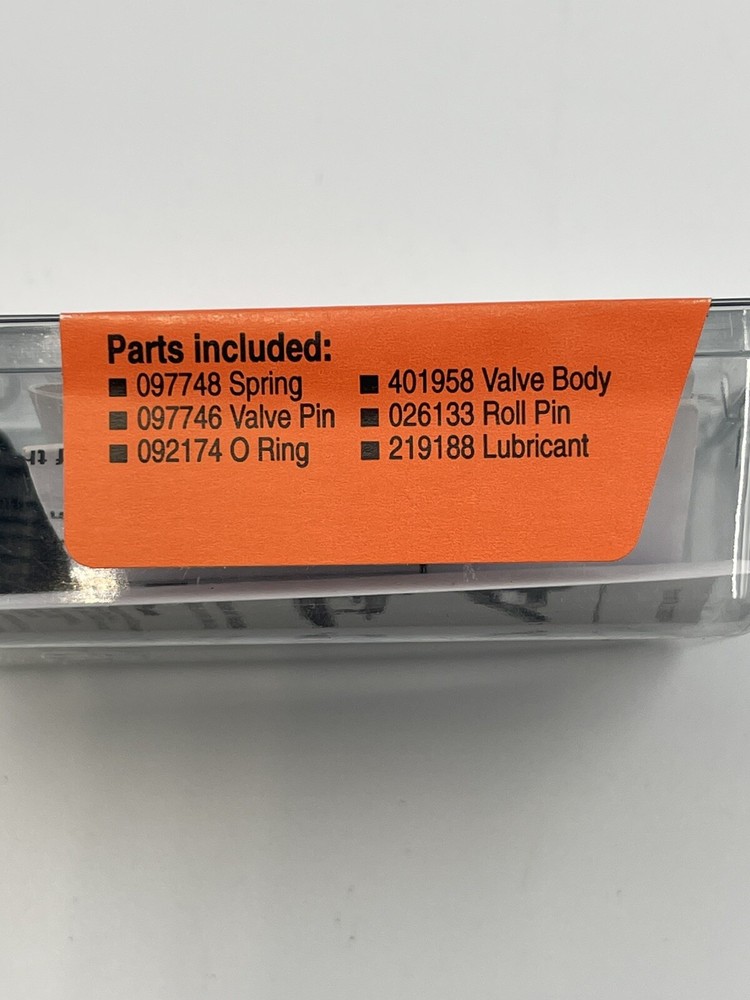 Parts included:
■ 097748 Spring
■ 097746 Valve Pin
■ 092174 O Ring
■ 401958 Valve Body
■ 026133 Roll Pin
■ 219188 Lubricant